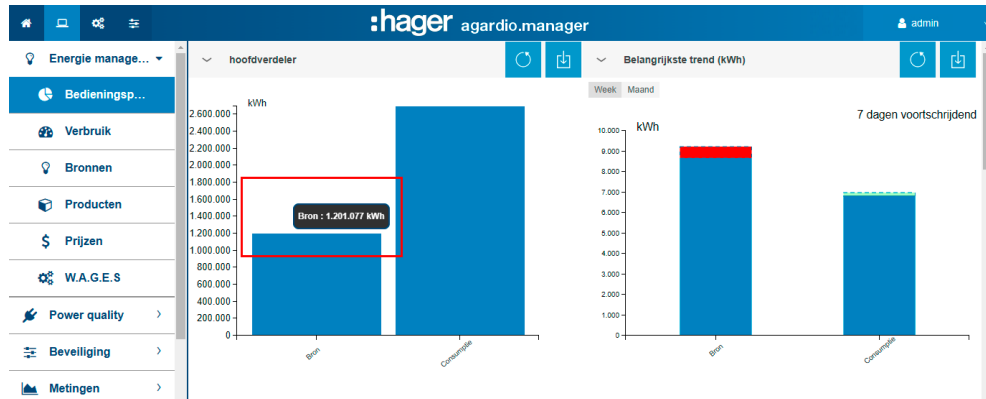 :hager agardio.manager
admin
Energie manage...
Bedieningsp...
Verbruik
Bronnen
Producten
Prijzen
W.A.G.E.S
Power quality
Beveiliging
Metingen
hoofdverdeler
kWh
2.600.000
2.400.000
2.200.000
2.000.000
1.800.000
1.600.000
1.400.000
1.200.000
1.000.000
800.000
600.000
400.000
200.000
0
Bron : 1.201.077 kWh
Bron
Consumptie
Belangrijkste trend (kWh)
Week Maand
7 dagen voortschrijdend
kWh
10.000
9.000
8.000
7.000
6.000
5.000
4.000
3.000
2.000
1.000
0
Bron
Consumptie